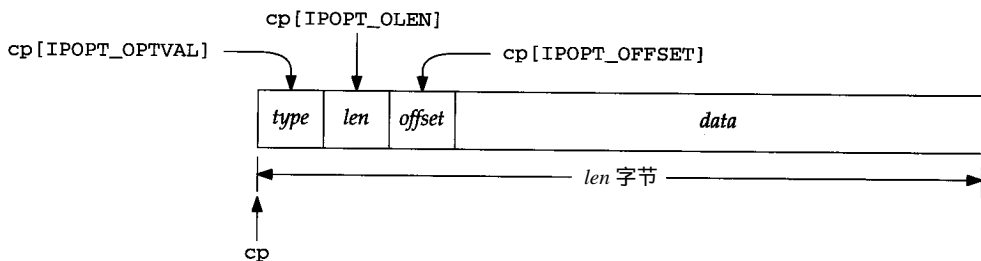 cp[IPOPT_OLEN]
cp[IPOPT_OPTVAL]
cp[IPOPT_OFFSET]
type len offset data
len 字节
cp